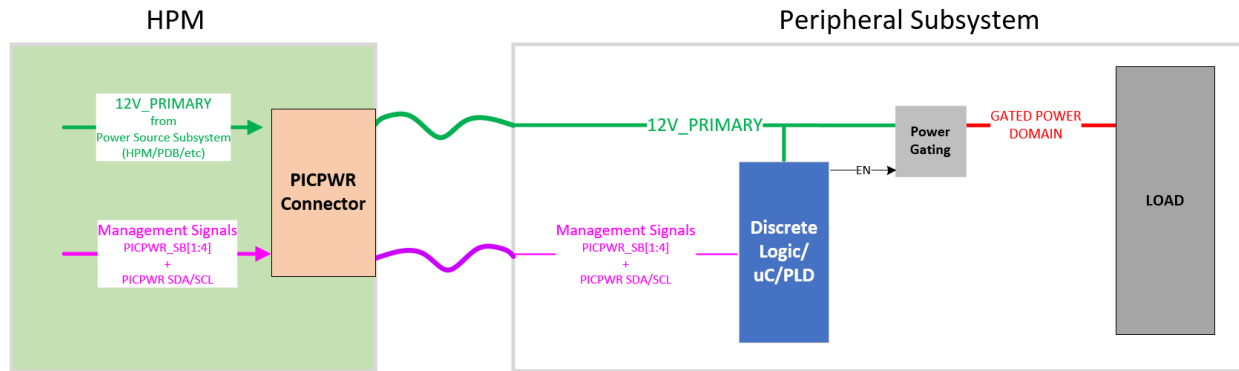 HPM
Peripheral Subsystem
12V_PRIMARY
from
Power Source Subsystem
(HPM/PDB/etc)
PICPWR
Connector
Management Signals
PICPWR_SB[1:4]
+
PICPWR SDA/SCL
12V_PRIMARY
Power
Gating
GATED POWER
DOMAIN
EN
Management Signals
PICPWR_SB[1:4]
+
PICPWR SDA/SCL
Discrete
Logic/
uC/PLD
LOAD